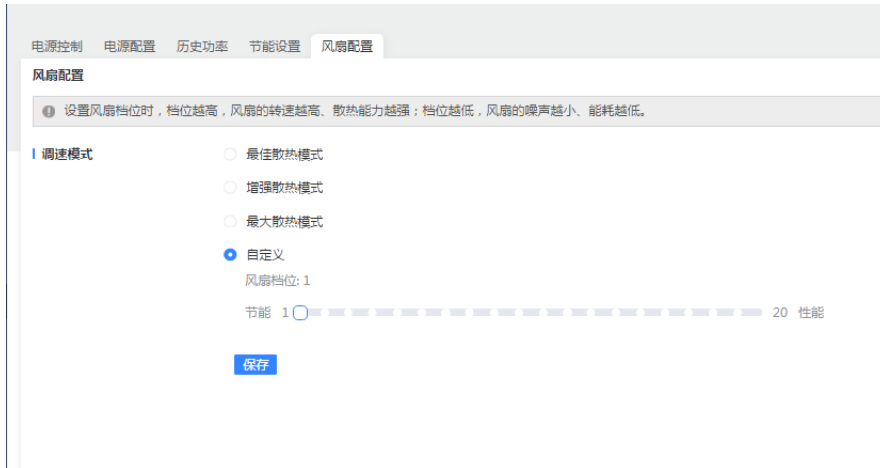 电源控制 电源配置 历史功率 节能设置 风扇配置
风扇配置
设置风扇档位时，档位越高，风扇的转速越高、散热能力越强；档位越低，风扇的噪声越小、能耗越低。
调速模式 最佳散热模式
增强散热模式
最大散热模式
自定义
风扇档位: 1
节能 1 20 性能
保存